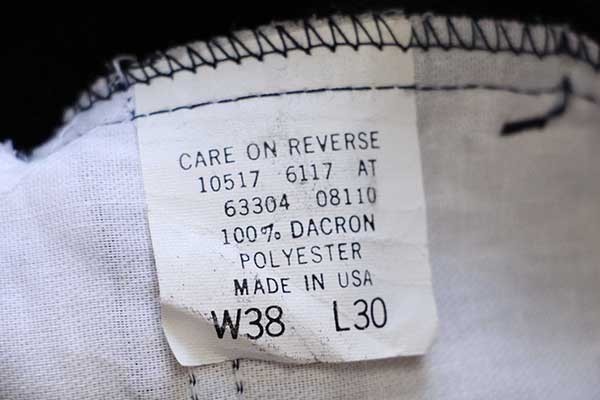 CARE ON REVERSE
10517 6117 AT
63304 08110
100% DACRON
POLYESTER
MADE IN USA
W38 L30